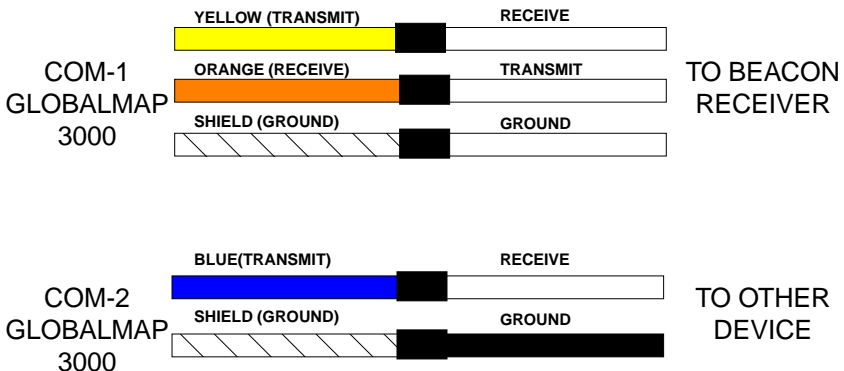 YELLOW (TRANSMIT) RECEIVE
COM-1
GLOBALMAP
3000
ORANGE (RECEIVE) TRANSMIT
TO BEACON
RECEIVER
SHIELD (GROUND) GROUND
BLUE(TRANSMIT) RECEIVE
COM-2
GLOBALMAP
3000
SHIELD (GROUND) GROUND
TO OTHER
DEVICE